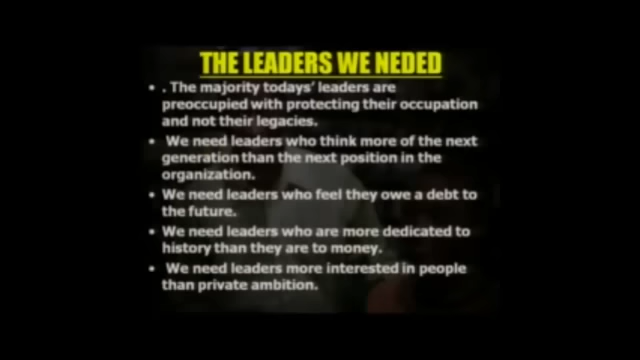 THE LEADERS WE NEDED
• . The majority todays' leaders are
preoccupied with protecting their occupation
and not their legacies.
• We need leaders who think more of the next
generation than the next position in the
organization.
• We need leaders who feel they owe a debt to
the future.
• We need leaders who are more dedicated to
history than they are to money.
• We need leaders more interested in people
than private ambition.